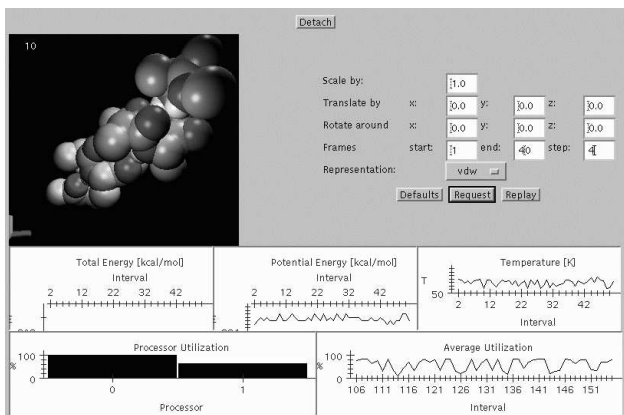 Detach
10
Scale by: 1.0
Translate by x: 0.0 y: 0.0 z: 0.0
Rotate around x: 0.0 y: 0.0 z: 0.0
Frames start: 1 end: 40 step: 4
Representation: vdw
Defaults Request Replay
Total Energy [kcal/mol]
Interval
2 12 22 32 42
Potential Energy [kcal/mol]
Interval
2 12 22 32 42
Temperature [K]
T
50
2 12 22 32 42
Interval
Processor Utilization
100
%
0
0 1
Processor
Average Utilization
100
%
0
106 111 116 121 126 131 136 141 146 151
Interval